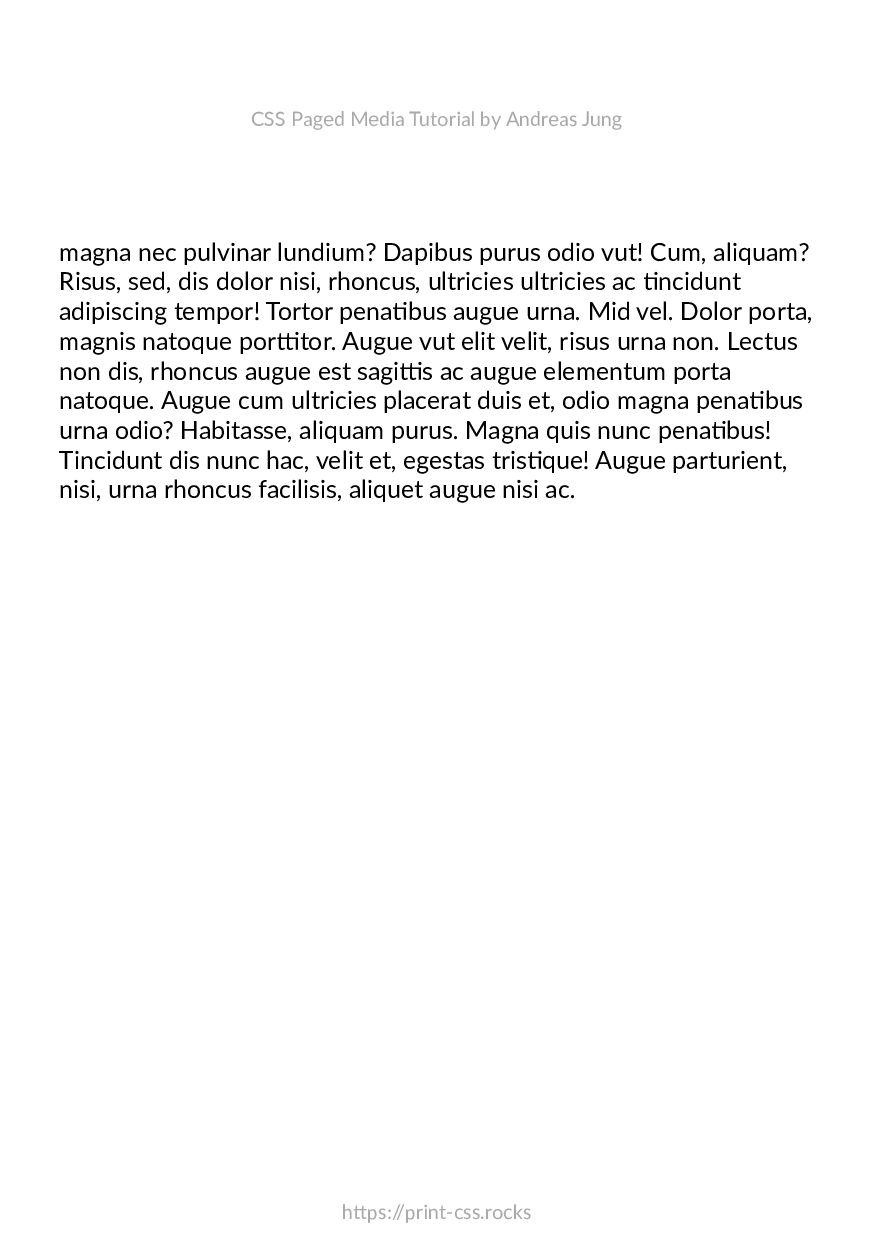 CSS Paged Media Tutorial by Andreas Jung
magna nec pulvinar lundium? Dapibus purus odio vut! Cum, aliquam?
Risus, sed, dis dolor nisi, rhoncus, ultricies ultricies ac tincidunt
adipiscing tempor! Tortor penatibus augue urna. Mid vel. Dolor porta,
magnis natoque porttitor. Augue vut elit velit, risus urna non. Lectus
non dis, rhoncus augue est sagittis ac augue elementum porta
natoque. Augue cum ultricies placerat duis et, odio magna penatibus
urna odio? Habitasse, aliquam purus. Magna quis nunc penatibus!
Tincidunt dis nunc hac, velit et, egestas tristique! Augue parturient,
nisi, urna rhoncus facilisis, aliquet augue nisi ac.
https://print-css.rocks